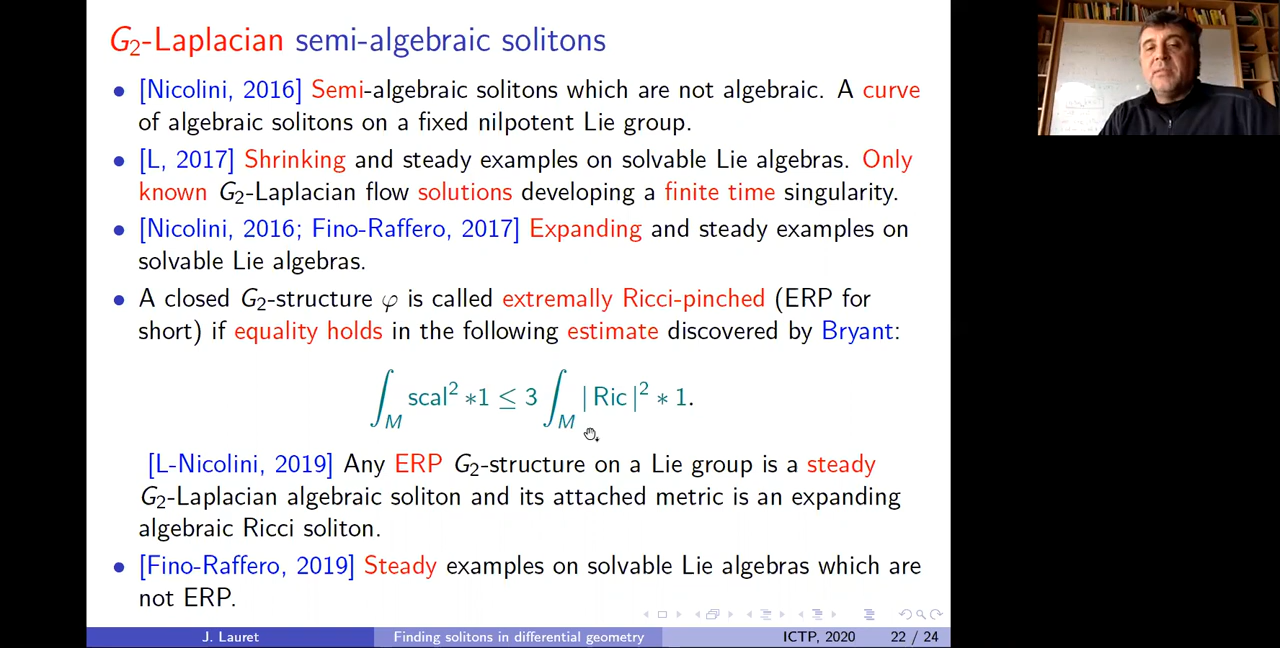 G₂-Laplacian semi-algebraic solitons
• [Nicolini, 2016] Semi-algebraic solitons which are not algebraic. A curve
of algebraic solitons on a fixed nilpotent Lie group.
• [L, 2017] Shrinking and steady examples on solvable Lie algebras. Only
known G₂-Laplacian flow solutions developing a finite time singularity.
• [Nicolini, 2016; Fino-Raffero, 2017] Expanding and steady examples on
solvable Lie algebras.
• A closed G₂-structure φ is called extremally Ricci-pinched (ERP for
short) if equality holds in the following estimate discovered by Bryant:
∫_M scal² *1 ≤ 3 ∫_M | Ric |² * 1.
[L-Nicolini, 2019] Any ERP G₂-structure on a Lie group is a steady
G₂-Laplacian algebraic soliton and its attached metric is an expanding
algebraic Ricci soliton.
• [Fino-Raffero, 2019] Steady examples on solvable Lie algebras which are
not ERP.
J. Lauret Finding solitons in differential geometry ICTP, 2020 22 / 24